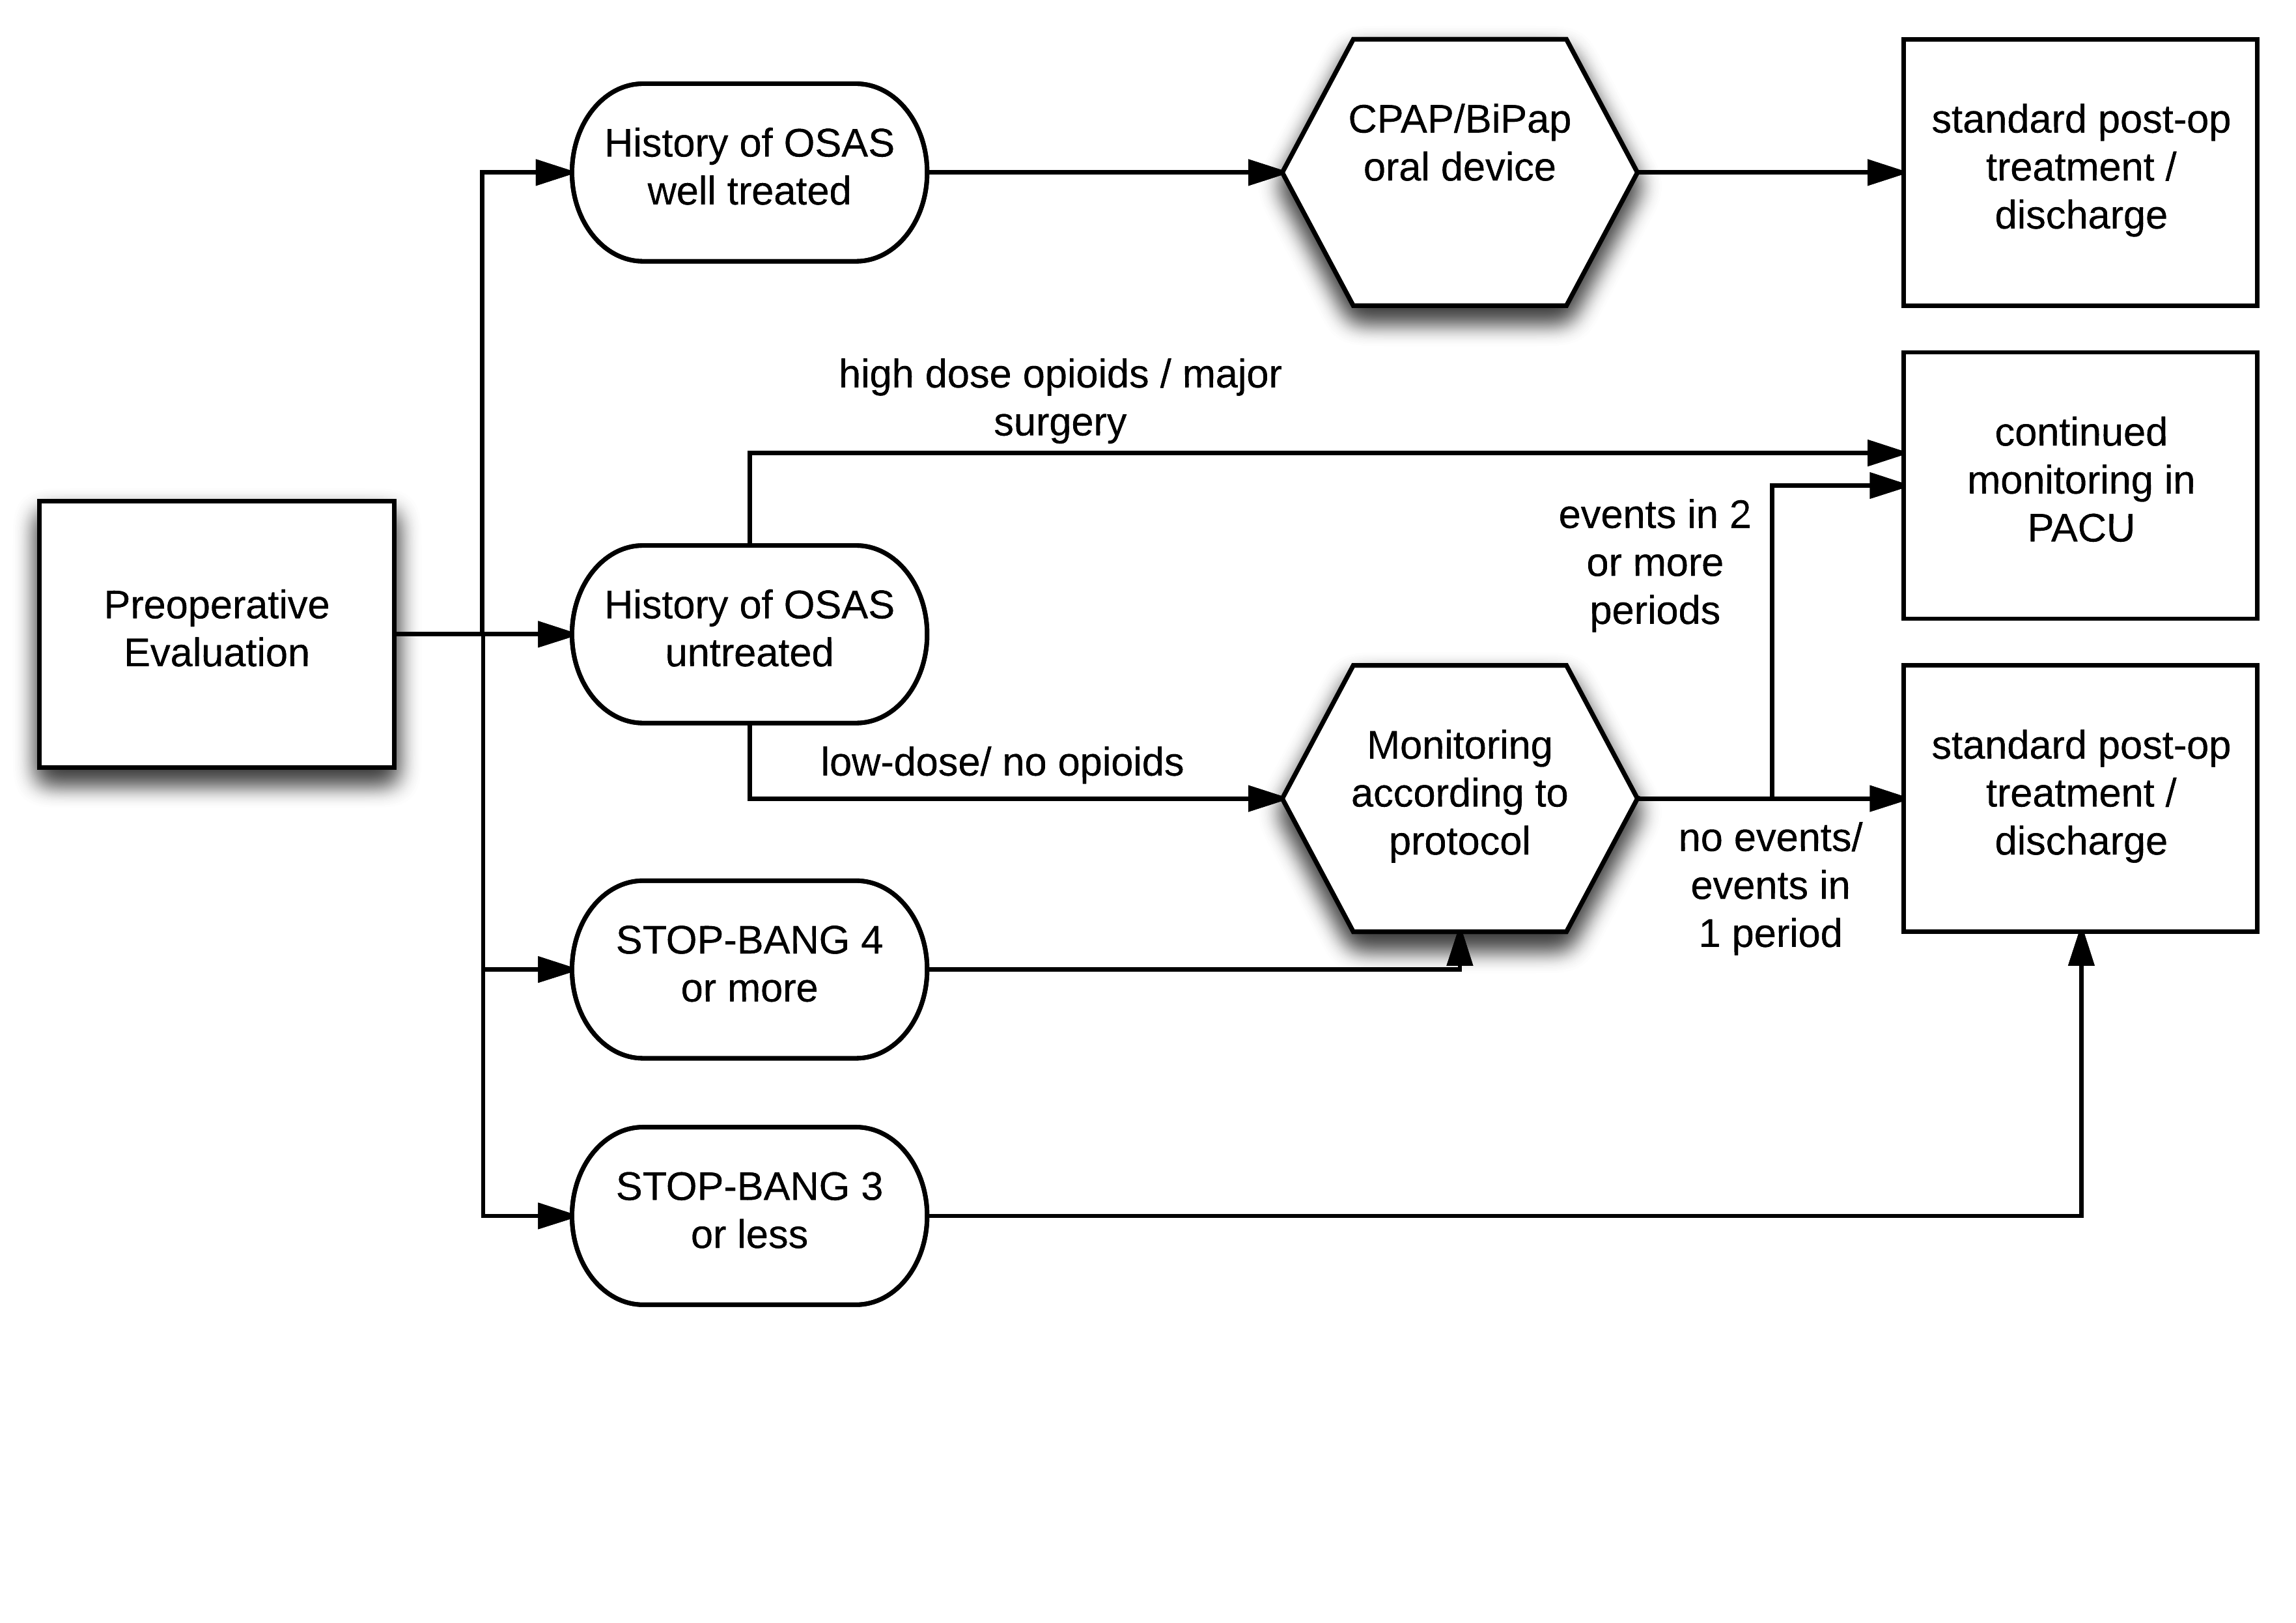 History of OSAS
well treated
CPAP/BiPap
oral device
standard post-op
treatment /
discharge
high dose opioids / major
surgery
continued
monitoring in
PACU
events in 2
or more
periods
Preoperative
Evaluation
History of OSAS
untreated
low-dose/ no opioids
Monitoring
according to
protocol
no events/
events in
1 period
standard post-op
treatment /
discharge
STOP-BANG 4
or more
STOP-BANG 3
or less